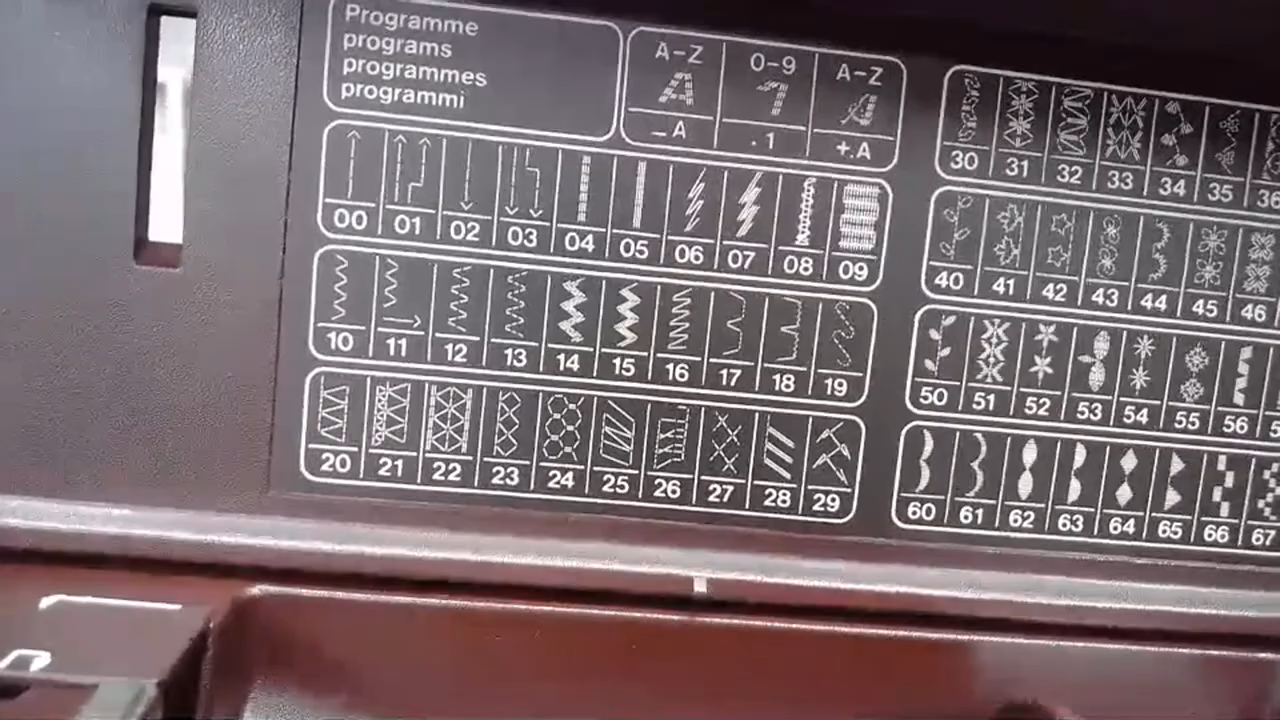 Programme
programs
programmes
programmi
A-Z 0-9 A-Z
A 1 a
_A .1 +.A
00 01 02 03 04 05 06 07 08 09
10 11 12 13 14 15 16 17 18 19
20 21 22 23 24 25 26 27 28 29
30 31 32 33 34 35 36
40 41 42 43 44 45 46
50 51 52 53 54 55 56
60 61 62 63 64 65 66 67